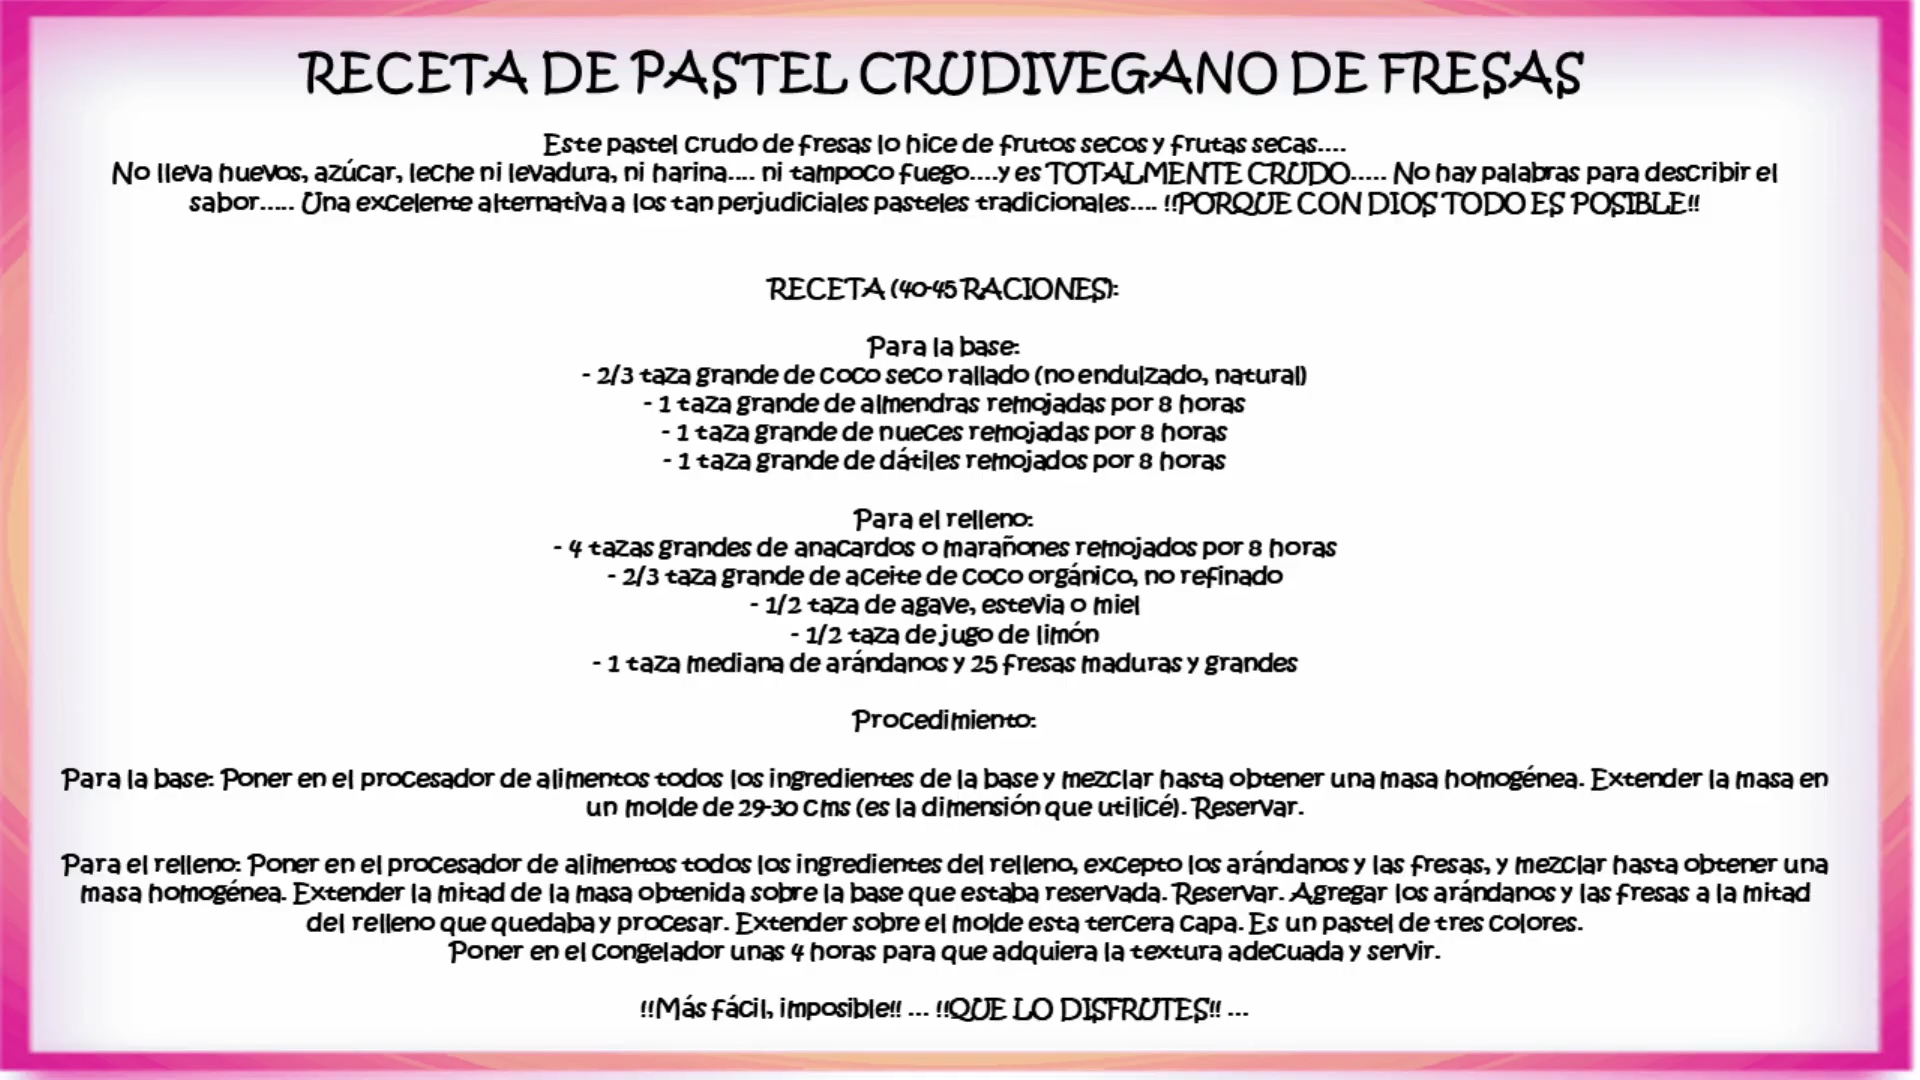 RECETA DE PASTEL CRUDIVEGANO DE FRESAS
Este pastel crudo de fresas lo hice de frutos secos y frutas secas....
No lleva huevos, azúcar, leche ni levadura, ni harina.... ni tampoco fuego....y es TOTALMENTE CRUDO..... No hay palabras para describir el
sabor..... Una excelente alternativa a los tan perjudiciales pasteles tradicionales.... !!PORQUE CON DIOS TODO ES POSIBLE!!
RECETA (40-45 RACIONES):
Para la base:
- 2/3 taza grande de coco seco rallado (no endulzado, natural)
- 1 taza grande de almendras remojadas por 8 horas
- 1 taza grande de nueces remojadas por 8 horas
- 1 taza grande de dátiles remojados por 8 horas
Para el relleno:
- 4 tazas grandes de anacardos o marañones remojados por 8 horas
- 2/3 taza grande de aceite de coco orgánico, no refinado
- 1/2 taza de agave, estevia o miel
- 1/2 taza de jugo de limón
- 1 taza mediana de arándanos y 25 fresas maduras y grandes
Procedimiento:
Para la base: Poner en el procesador de alimentos todos los ingredientes de la base y mezclar hasta obtener una masa homogénea. Extender la masa en
un molde de 29-30 cms (es la dimensión que utilicé). Reservar.
Para el relleno: Poner en el procesador de alimentos todos los ingredientes del relleno, excepto los arándanos y las fresas, y mezclar hasta obtener una
masa homogénea. Extender la mitad de la masa obtenida sobre la base que estaba reservada. Reservar. Agregar los arándanos y las fresas a la mitad
del relleno que quedaba y procesar. Extender sobre el molde esta tercera capa. Es un pastel de tres colores.
Poner en el congelador unas 4 horas para que adquiera la textura adecuada y servir.
!!Más fácil, imposible!! ... !!QUE LO DISFRUTES!! ...